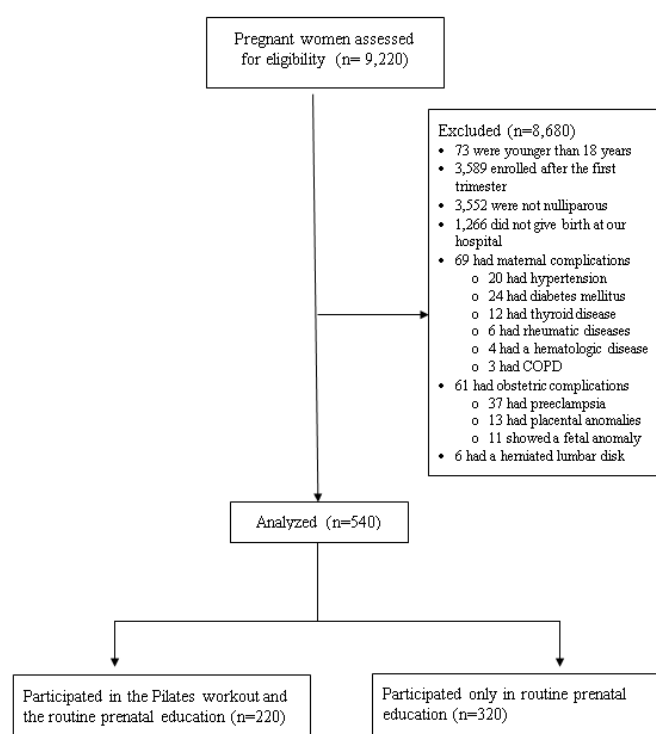 Pregnant women assessed
for eligibility (n= 9,220)
Excluded (n=8,680)
• 73 were younger than 18 years
• 3,589 enrolled after the first
trimester
• 3,552 were not nulliparous
• 1,266 did not give birth at our
hospital
• 69 had maternal complications
o 20 had hypertension
o 24 had diabetes mellitus
o 12 had thyroid disease
o 6 had rheumatic diseases
o 4 had a hematologic disease
o 3 had COPD
• 61 had obstetric complications
o 37 had preeclampsia
o 13 had placental anomalies
o 11 showed a fetal anomaly
• 6 had a herniated lumbar disk
Analyzed (n=540)
Participated in the Pilates workout and
the routine prenatal education (n=220)
Participated only in routine prenatal
education (n=320)